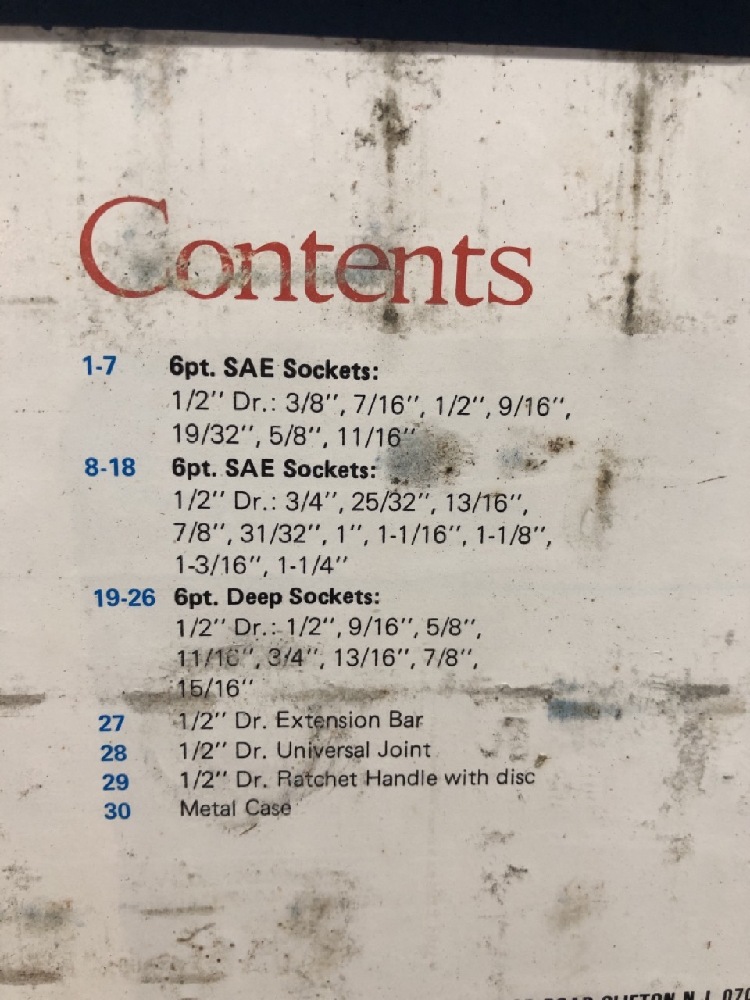 Contents
1-7 6pt. SAE Sockets:
1/2" Dr.: 3/8", 7/16", 1/2", 9/16",
19/32", 5/8", 11/16"
8-18 6pt. SAE Sockets:
1/2" Dr.: 3/4", 25/32", 13/16",
7/8", 31/32", 1", 1-1/16", 1-1/8",
1-3/16", 1-1/4"
19-26 6pt. Deep Sockets:
1/2" Dr.: 1/2", 9/16", 5/8",
11/16", 3/4", 13/16", 7/8",
15/16"
27 1/2" Dr. Extension Bar
28 1/2" Dr. Universal Joint
29 1/2" Dr. Ratchet Handle with disc
30 Metal Case
ROAD CLIFTON N.J. 070